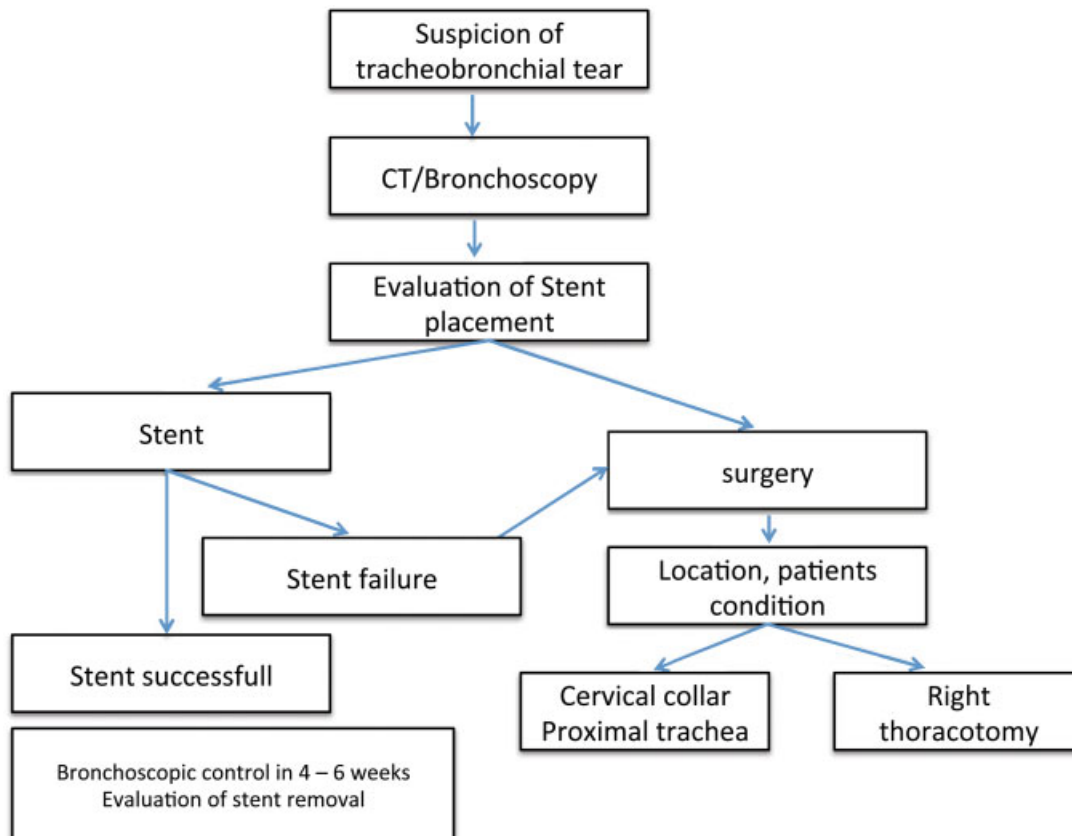 Suspicion of
tracheobronchial tear
CT/Bronchoscopy
Evaluation of Stent
placement
Stent
surgery
Stent failure
Location, patients
condition
Stent successfull
Cervical collar
Proximal trachea
Right
thoracotomy
Bronchoscopic control in 4 – 6 weeks
Evaluation of stent removal